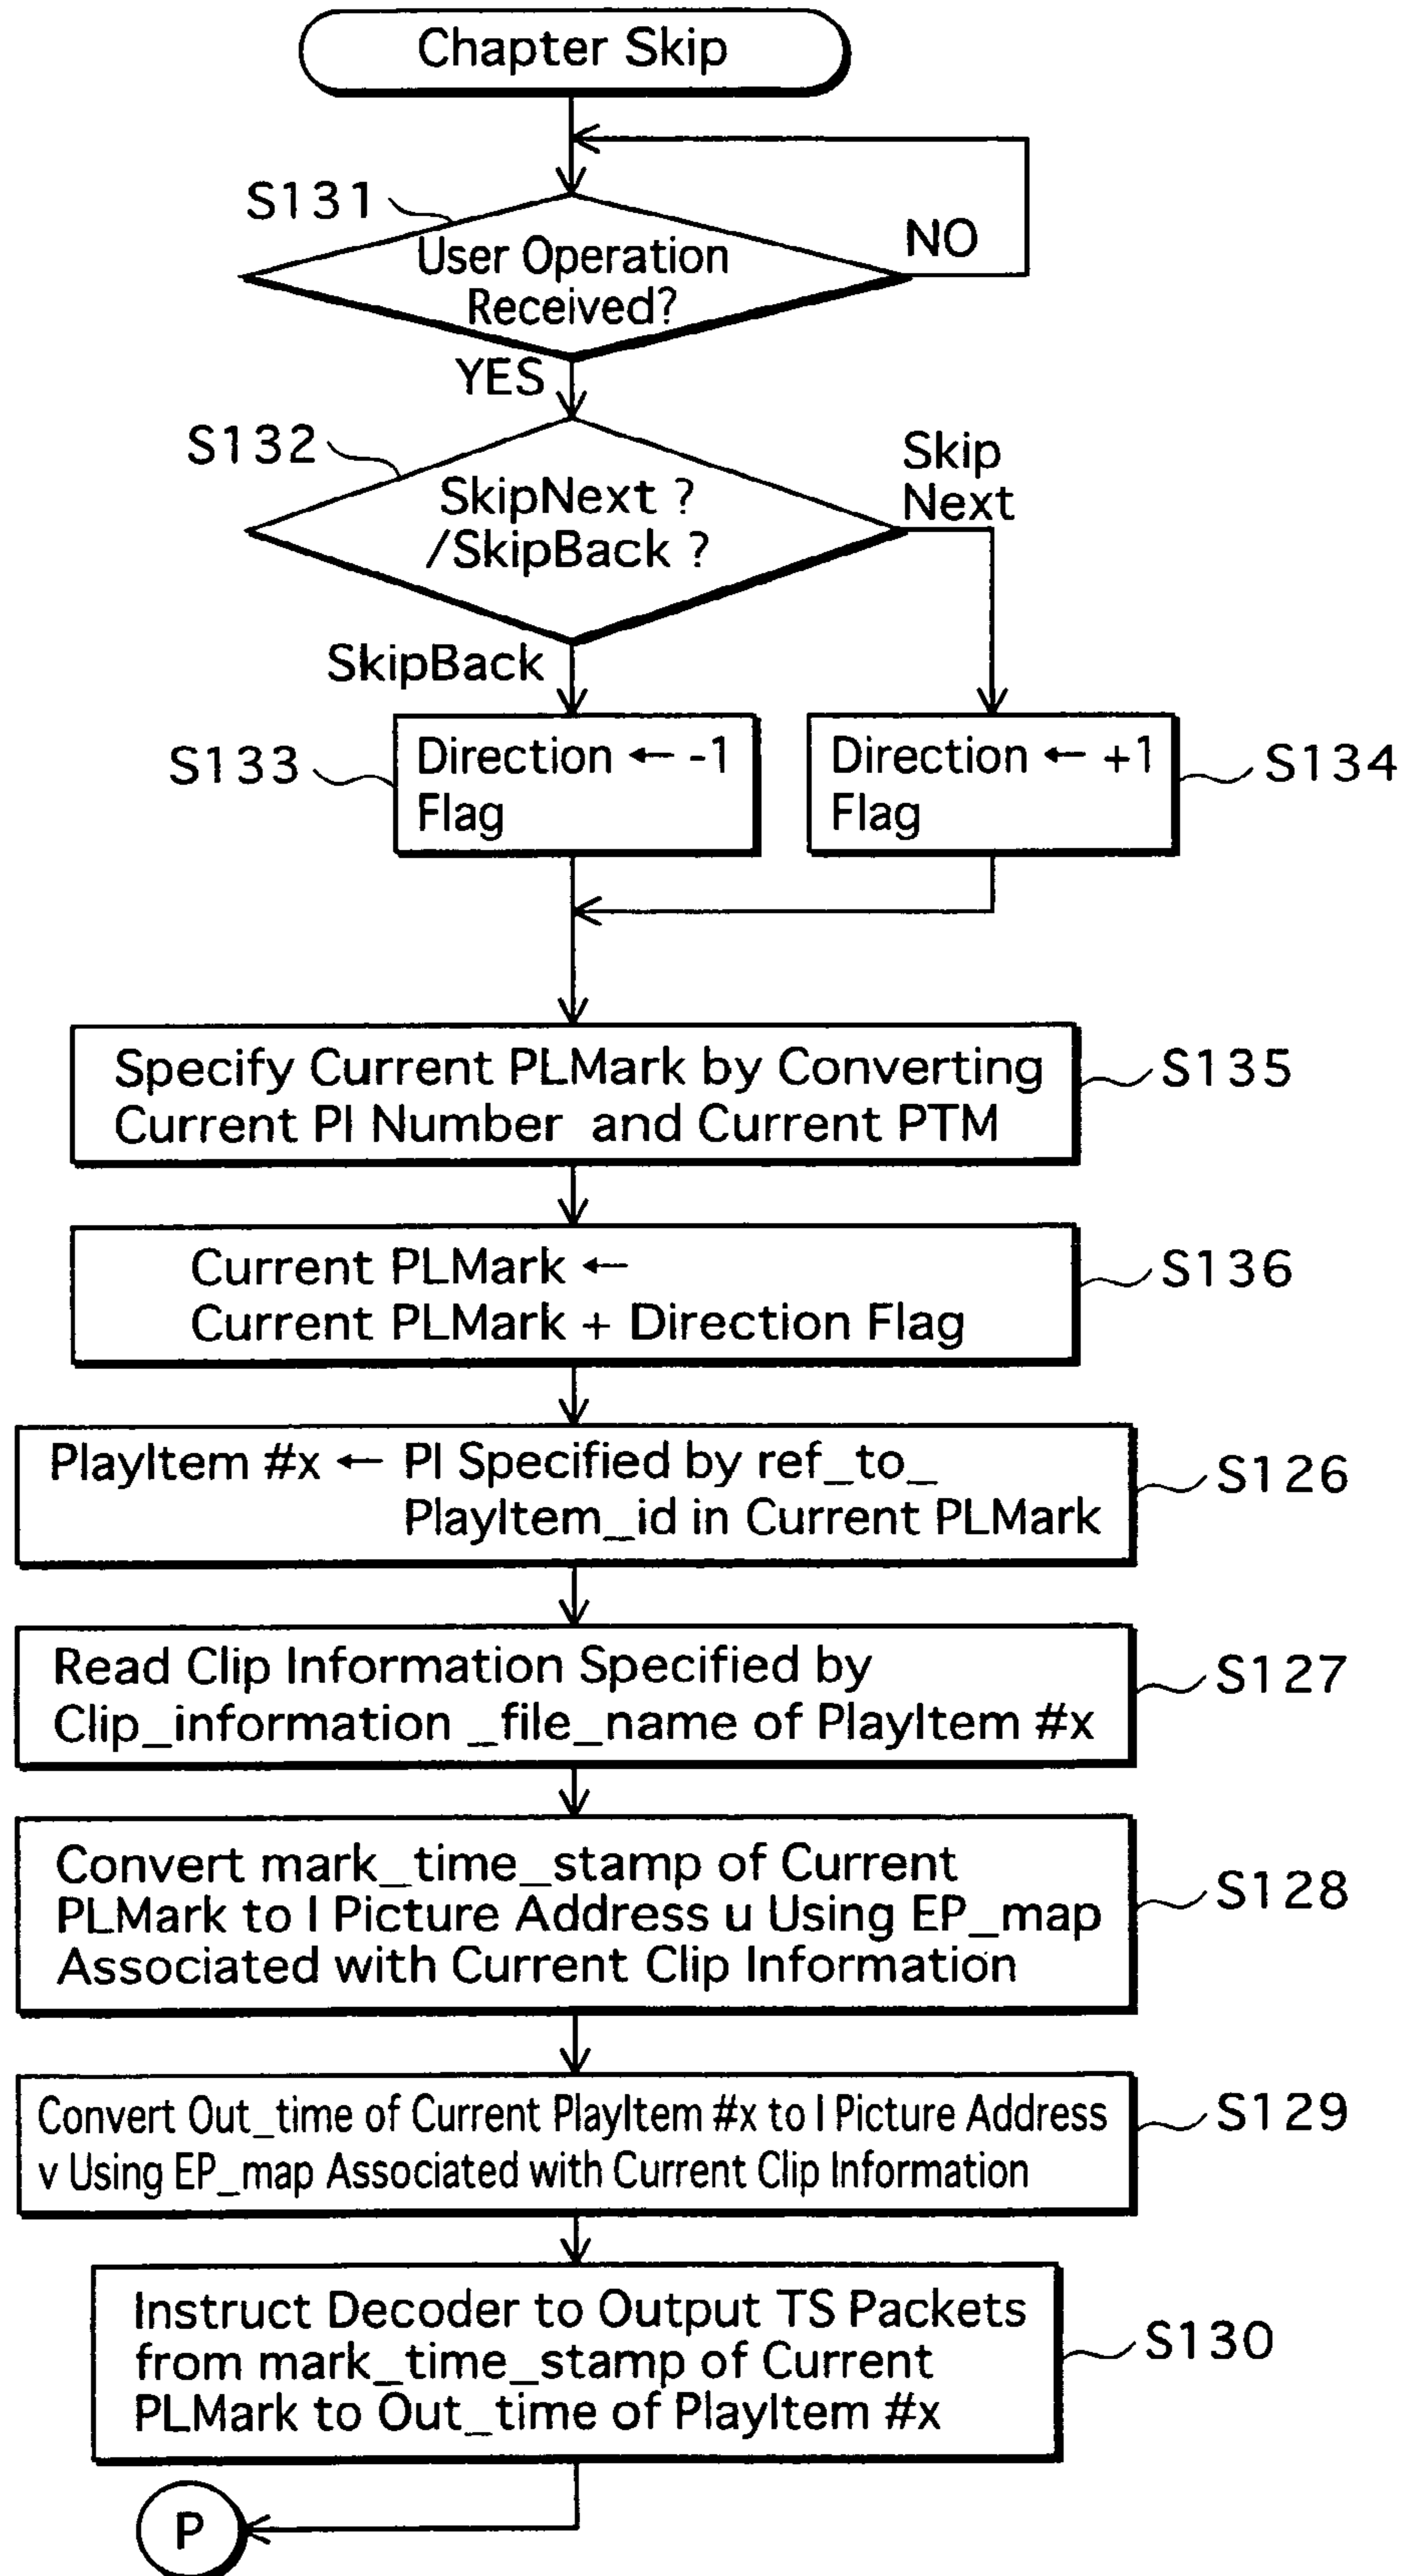 Chapter Skip
S131
User Operation
Received?
NO
YES
S132
SkipNext ?
/SkipBack ?
Skip
Next
SkipBack
S133
Direction ← -1
Flag
Direction ← +1
Flag
S134
Specify Current PLMark by Converting
Current PI Number and Current PTM
S135
Current PLMark ←
Current PLMark + Direction Flag
S136
PlayItem #x ← PI Specified by ref_to_
PlayItem_id in Current PLMark
S126
Read Clip Information Specified by
Clip_information _file_name of PlayItem #x
S127
Convert mark_time_stamp of Current
PLMark to I Picture Address u Using EP_map
Associated with Current Clip Information
S128
Convert Out_time of Current PlayItem #x to I Picture Address
v Using EP_map Associated with Current Clip Information
S129
Instruct Decoder to Output TS Packets
from mark_time_stamp of Current
PLMark to Out_time of PlayItem #x
S130
P